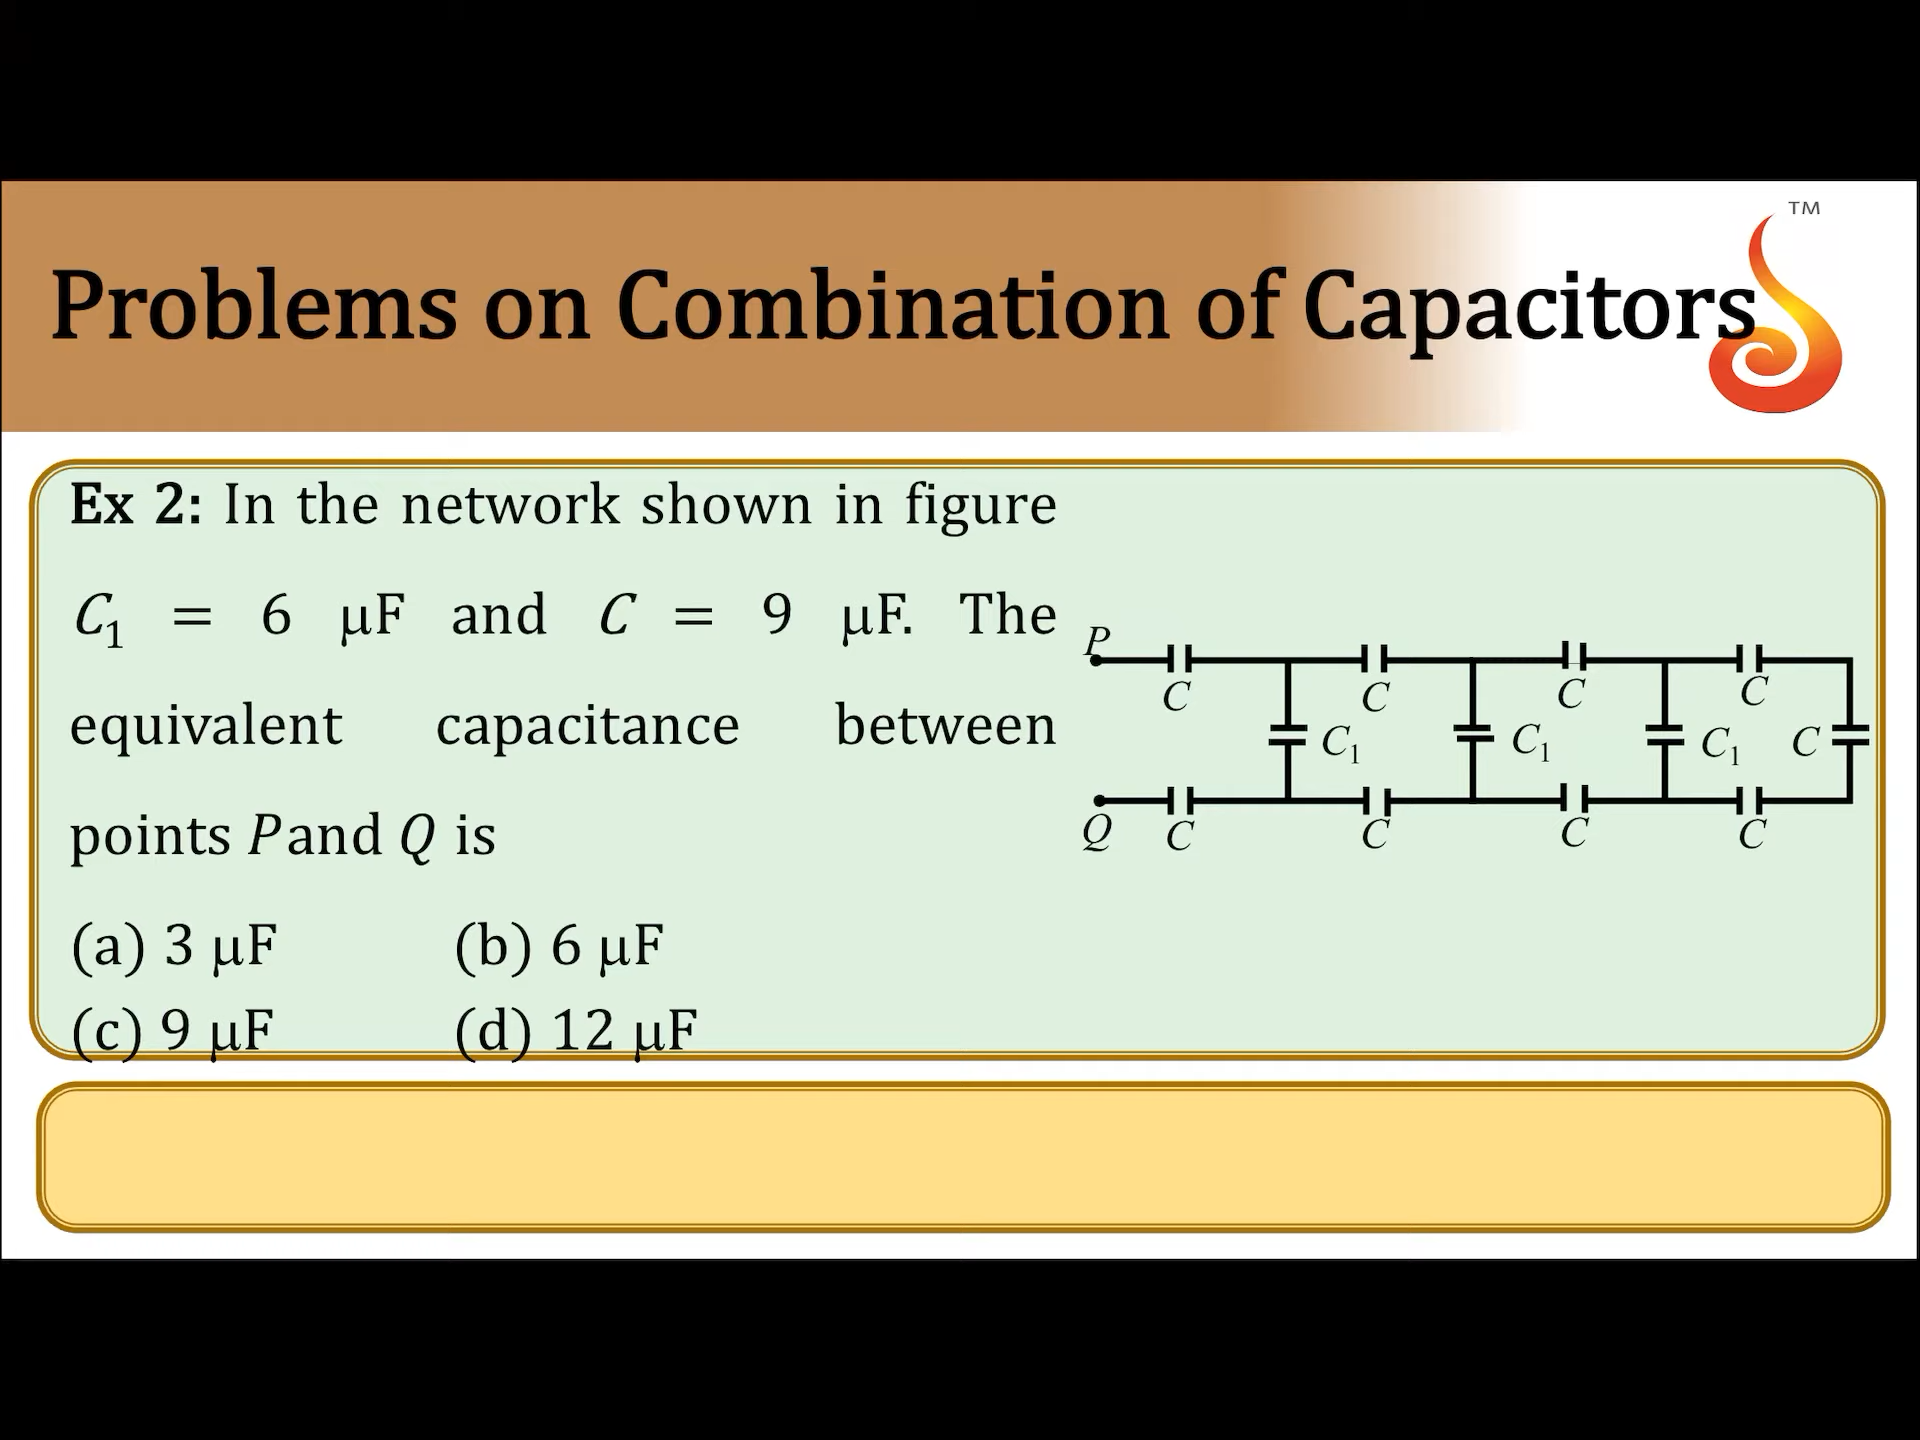 TM
Problems on Combination of Capacitors
Ex 2: In the network shown in figure
C₁ = 6 μF and C = 9 μF. The
equivalent capacitance between
points Pand Q is
(a) 3 μF (b) 6 μF
(c) 9 μF (d) 12 μF
P
C C C C
C₁ C₁ C₁ C
Q C C C C